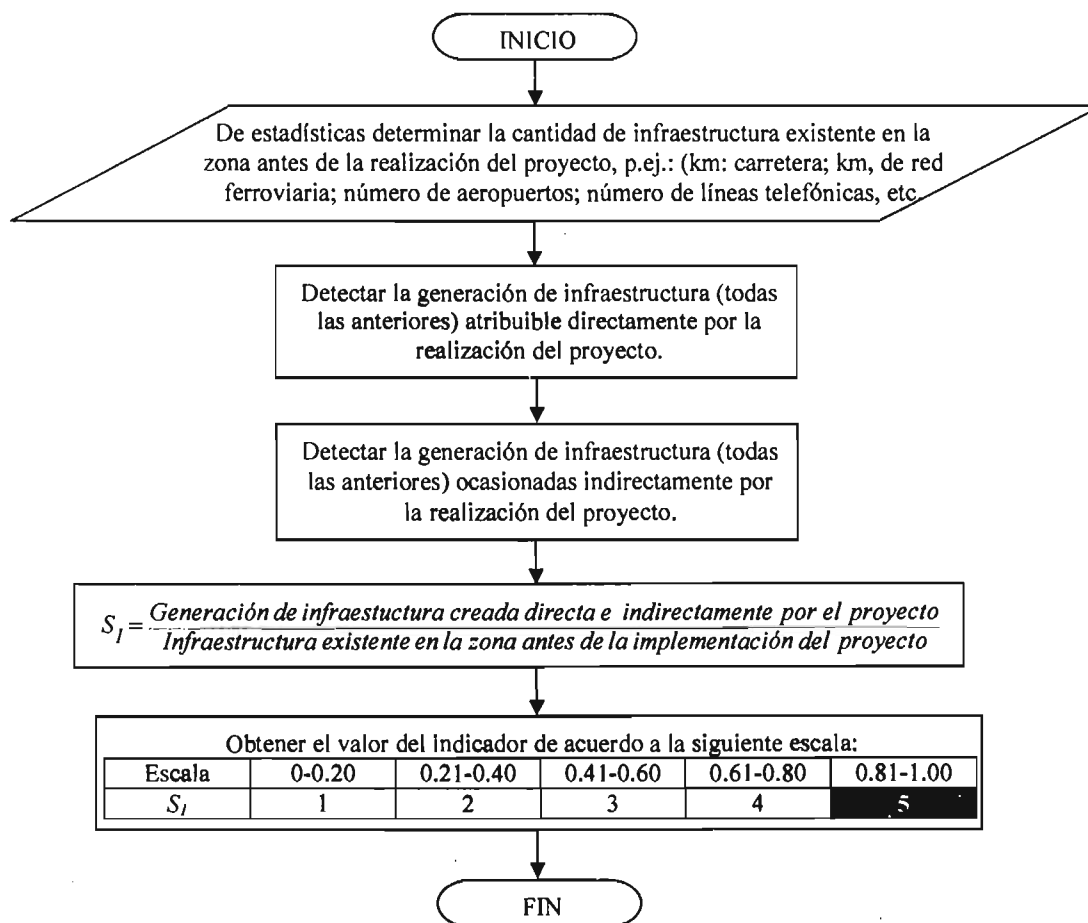 INICIO
De estadísticas determinar la cantidad de infraestructura existente en la
zona antes de la realización del proyecto, p.ej.: (km: carretera; km, de red
ferroviaria; número de aeropuertos; número de líneas telefónicas, etc.
Detectar la generación de infraestructura (todas
las anteriores) atribuible directamente por la
realización del proyecto.
Detectar la generación de infraestructura (todas
las anteriores) ocasionadas indirectamente por
la realización del proyecto.
S_I = Generación de infraestuctura creada directa e indirectamente por el proyecto
Infraestructura existente en la zona antes de la implementación del proyecto
Obtener el valor del indicador de acuerdo a la siguiente escala:
Escala 0-0.20 0.21-0.40 0.41-0.60 0.61-0.80 0.81-1.00
S_I 1 2 3 4 5
FIN